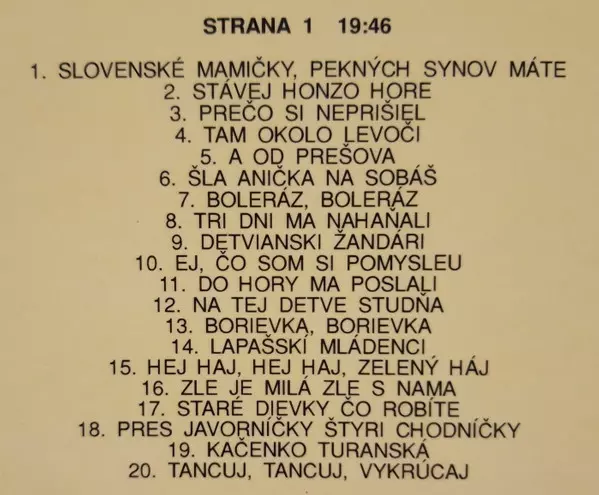 STRANA 1 19:46
1. SLOVENSKÉ MAMIČKY, PEKNÝCH SYNOV MÁTE
2. STÁVEJ HONZO HORE
3. PREČO SI NEPRIŠIEL
4. TAM OKOLO LEVOČI
5. A OD PREŠOVA
6. ŠLA ANIČKA NA SOBÁŠ
7. BOLERÁZ, BOLERÁZ
8. TRI DNI MA NAHAŇALI
9. DETVIANSKI ŽANDÁRI
10. EJ, ČO SOM SI POMYSLEU
11. DO HORY MA POSLALI
12. NA TEJ DETVE STUDŇA
13. BORIEVKA, BORIEVKA
14. LAPAŠSKÍ MLÁDENCI
15. HEJ HAJ, HEJ HAJ, ZELENÝ HÁJ
16. ZLE JE MILÁ ZLE S NAMA
17. STARÉ DIEVKY ČO ROBÍTE
18. PRES JAVORNÍČKY ŠTYRI CHODNÍČKY
19. KAČENKO TURANSKÁ
20. TANCUJ, TANCUJ, VYKRÚCAJ